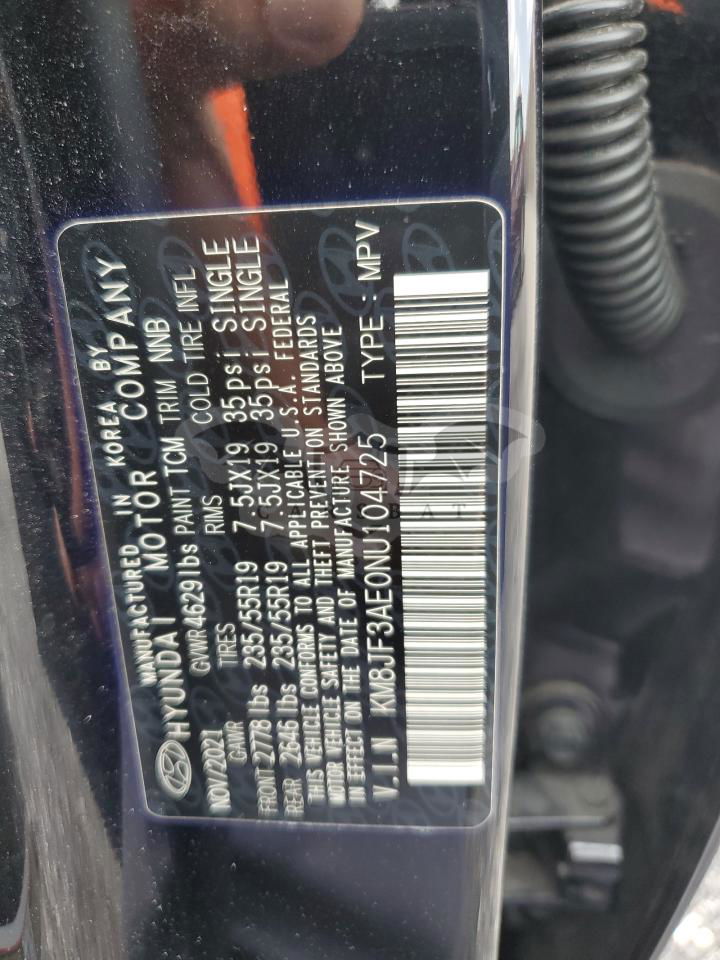 MANUFACTURED IN KOREA BY
HYUNDAI MOTOR COMPANY
NOV/2021 GVWR 4629 lbs PAINT TCM TRIM NNB
GAWR TIRES RIMS COLD TIRE INFL
FRONT 2778 lbs 235/55R19 7.5JX19 35psi SINGLE
REAR 2646 lbs 235/55R19 7.5JX19 35psi SINGLE
THIS VEHICLE CONFORMS TO ALL APPLICABLE U.S.A. FEDERAL
MOTOR VEHICLE SAFETY AND THEFT PREVENTION STANDARDS
IN EFFECT ON THE DATE OF MANUFACTURE SHOWN ABOVE
V.I.N KM8JF3AE0NU104725 TYPE : MPV